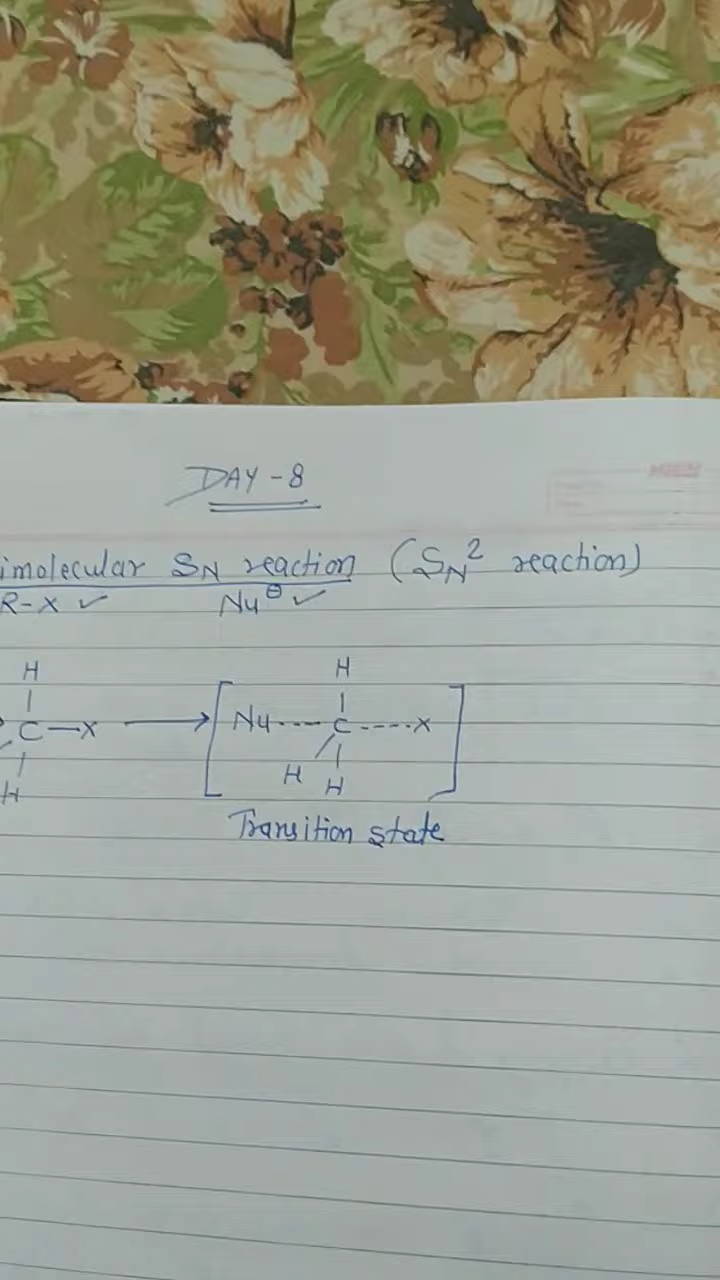 DAY - 8
imolecular SN reaction (SN2 reaction)
R-X ✓ Nu⊖ ✓
H H
C—X ⟶ [Nu----C----X]
H H H
Transition state